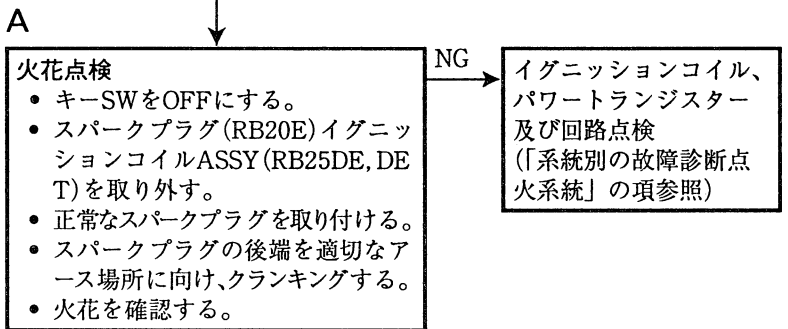 A
火花点検
• キーSWをOFFにする。
• スパークプラグ(RB20E)イグニッ
ションコイルASSY(RB25DE, DE
T)を取り外す。
• 正常なスパークプラグを取り付ける。
• スパークプラグの後端を適切なア
ース場所に向け、クランキングする。
• 火花を確認する。
NG
イグニッションコイル、
パワートランジスター
及び回路点検
(「系統別の故障診断点
火系統」の項参照)